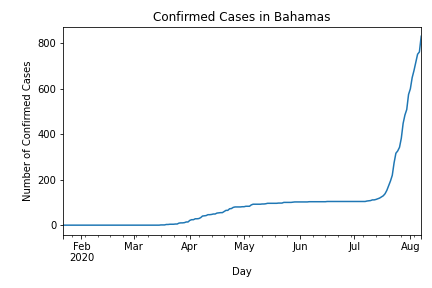 Confirmed Cases in Bahamas
800
600
400
200
0
Number of Confirmed Cases
Feb
2020
Mar
Apr
May
Jun
Jul
Aug
Day